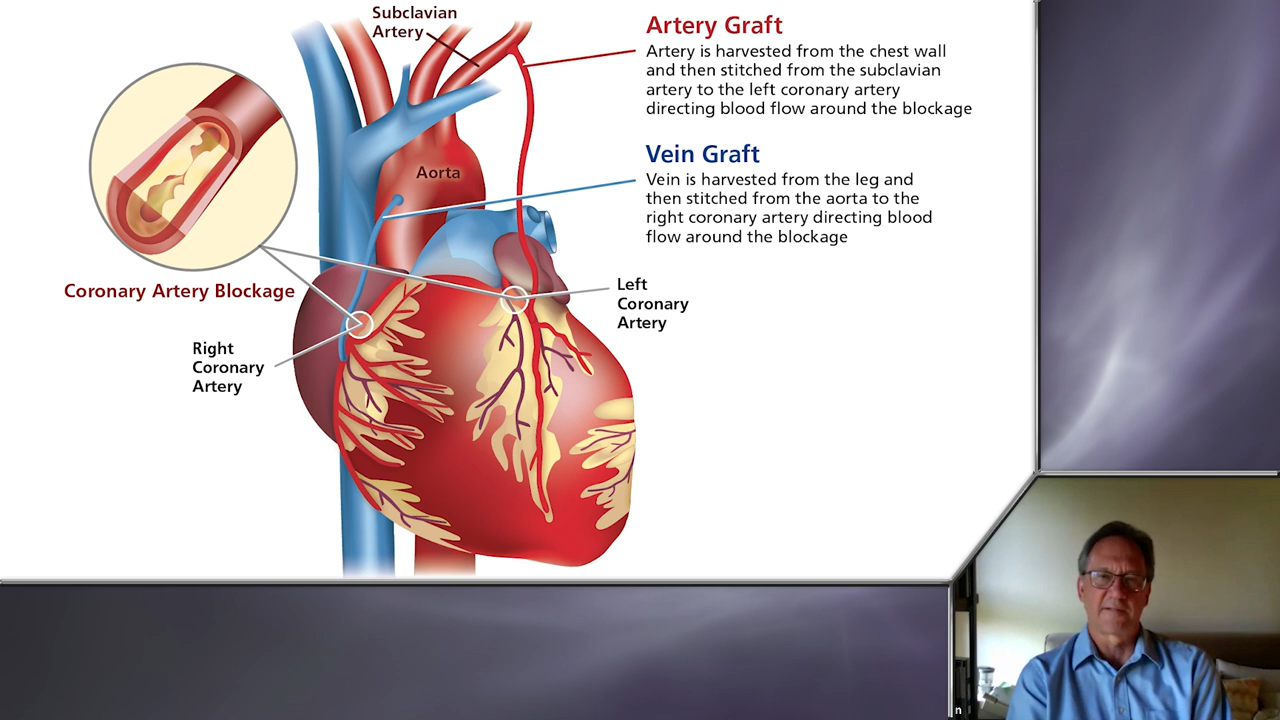 Subclavian
Artery
Artery Graft
Artery is harvested from the chest wall
and then stitched from the subclavian
artery to the left coronary artery
directing blood flow around the blockage
Vein Graft
Vein is harvested from the leg and
then stitched from the aorta to the
right coronary artery directing blood
flow around the blockage
Aorta
Coronary Artery Blockage
Left
Coronary
Artery
Right
Coronary
Artery
n